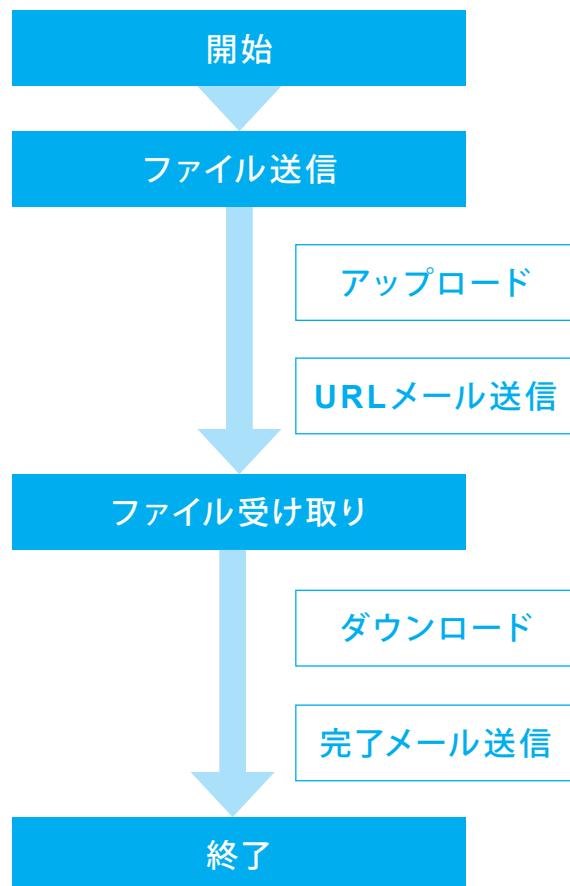 開始
ファイル送信
アップロード
URLメール送信
ファイル受け取り
ダウンロード
完了メール送信
終了